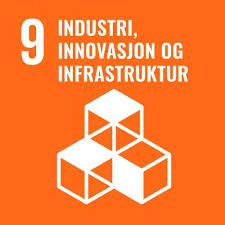 9 INDUSTRI,
INNOVASJON OG
INFRASTRUKTUR